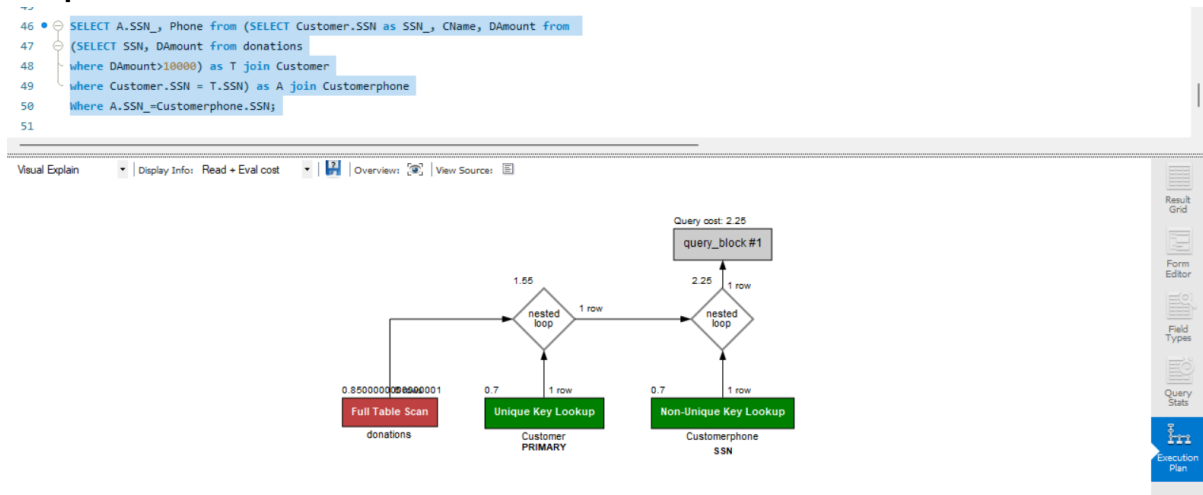 46 SELECT A.SSN_, Phone from (SELECT Customer.SSN as SSN_, CName, DAmount from
47 (SELECT SSN, DAmount from donations
48 where DAmount>10000) as T join Customer
49 where Customer.SSN = T.SSN) as A join Customerphone
50 Where A.SSN_=Customerphone.SSN;
51
Visual Explain Display Info: Read + Eval cost Overview: View Source:
Result
Grid
Form
Editor
Field
Types
Query
Stats
Execution
Plan
Query cost: 2.25
query_block #1
1.55
2.25
1 row
nested
loop
1 row
nested
loop
0.7
1 row
0.7
1 row
Full Table Scan
Unique Key Lookup
Non-Unique Key Lookup
donations
Customer
PRIMARY
Customerphone
SSN